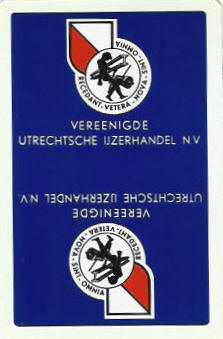 RECEDANT · VETERA · NOVA · SINT · OMNIA
VEREENIGDE
UTRECHTSCHE IJZERHANDEL N.V
UTRECHTSCHE IJZERHANDEL N.V.
VEREENIGDE
RECEDANT · VETERA · NOVA · SINT · OMNIA